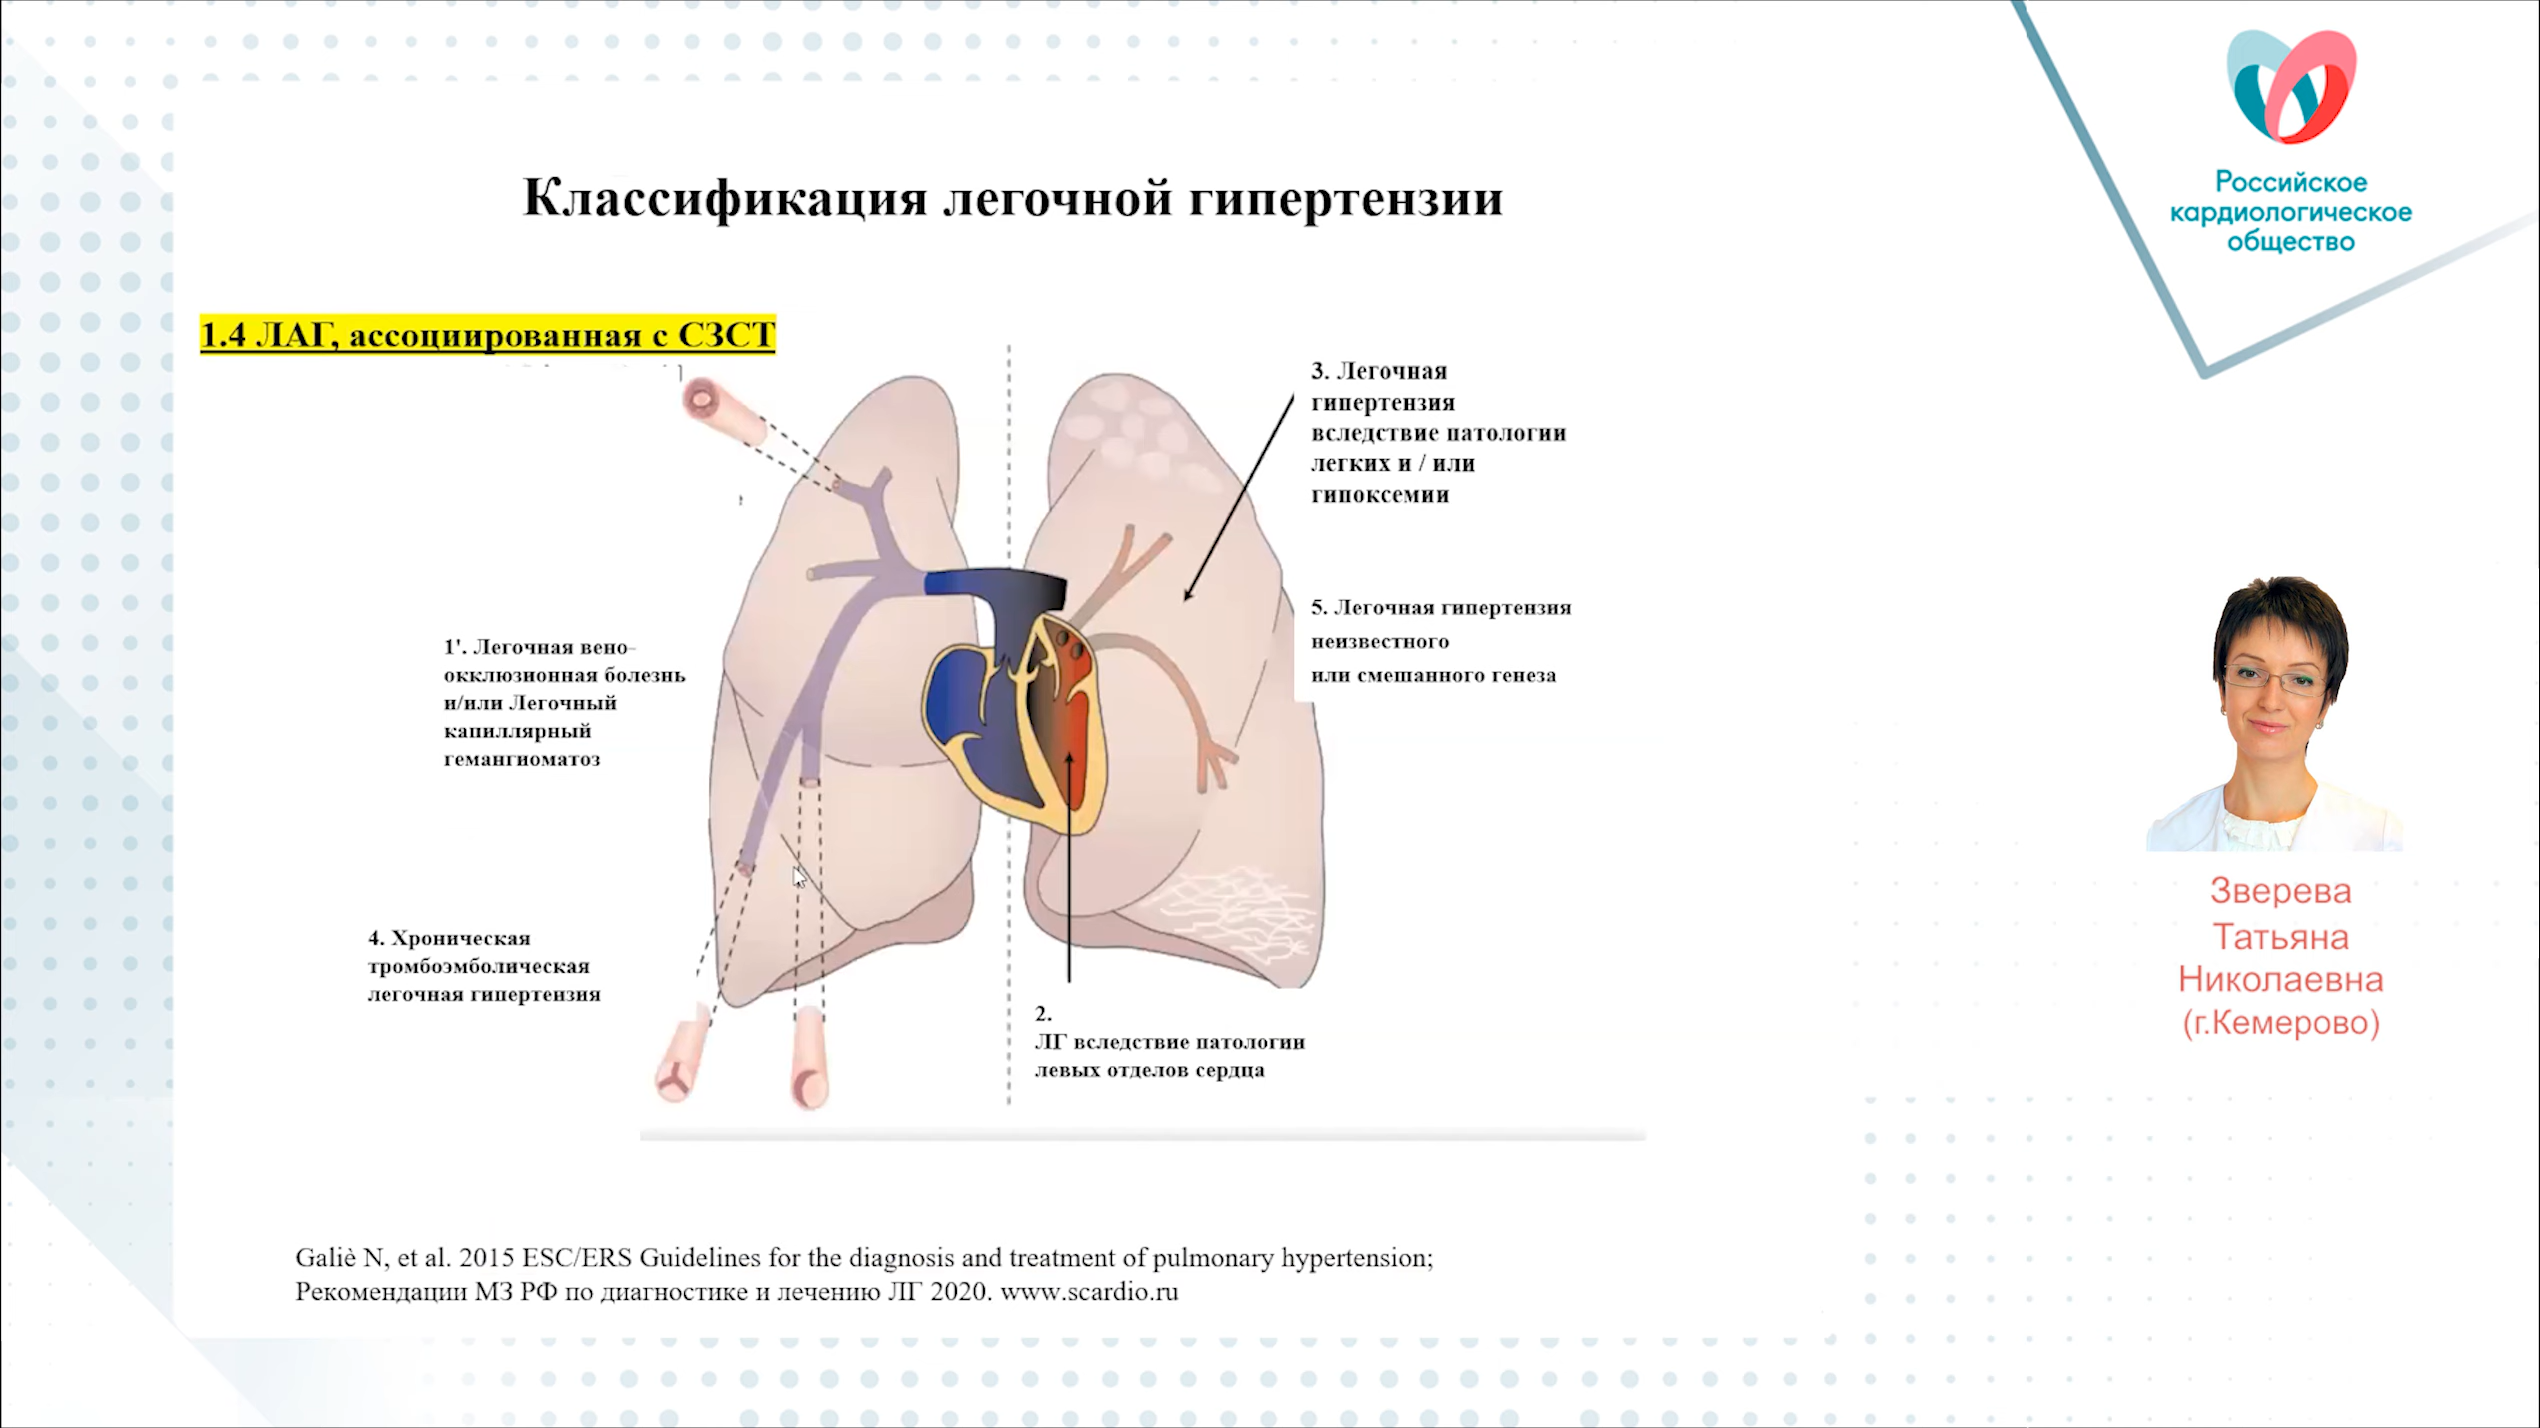 Российское
кардиологическое
общество
Классификация легочной гипертензии
1.4 ЛАГ, ассоциированная с СЗСТ
3. Легочная
гипертензия
вследствие патологии
легких и / или
гипоксемии
5. Легочная гипертензия
неизвестного
или смешанного генеза
1'. Легочная вено-
окклюзионная болезнь
и/или Легочный
капиллярный
гемангиоматоз
4. Хроническая
тромбоэмболическая
легочная гипертензия
2.
ЛГ вследствие патологии
левых отделов сердца
Зверева
Татьяна
Николаевна
(г.Кемерово)
Galiè N, et al. 2015 ESC/ERS Guidelines for the diagnosis and treatment of pulmonary hypertension;
Рекомендации МЗ РФ по диагностике и лечению ЛГ 2020. www.scardio.ru